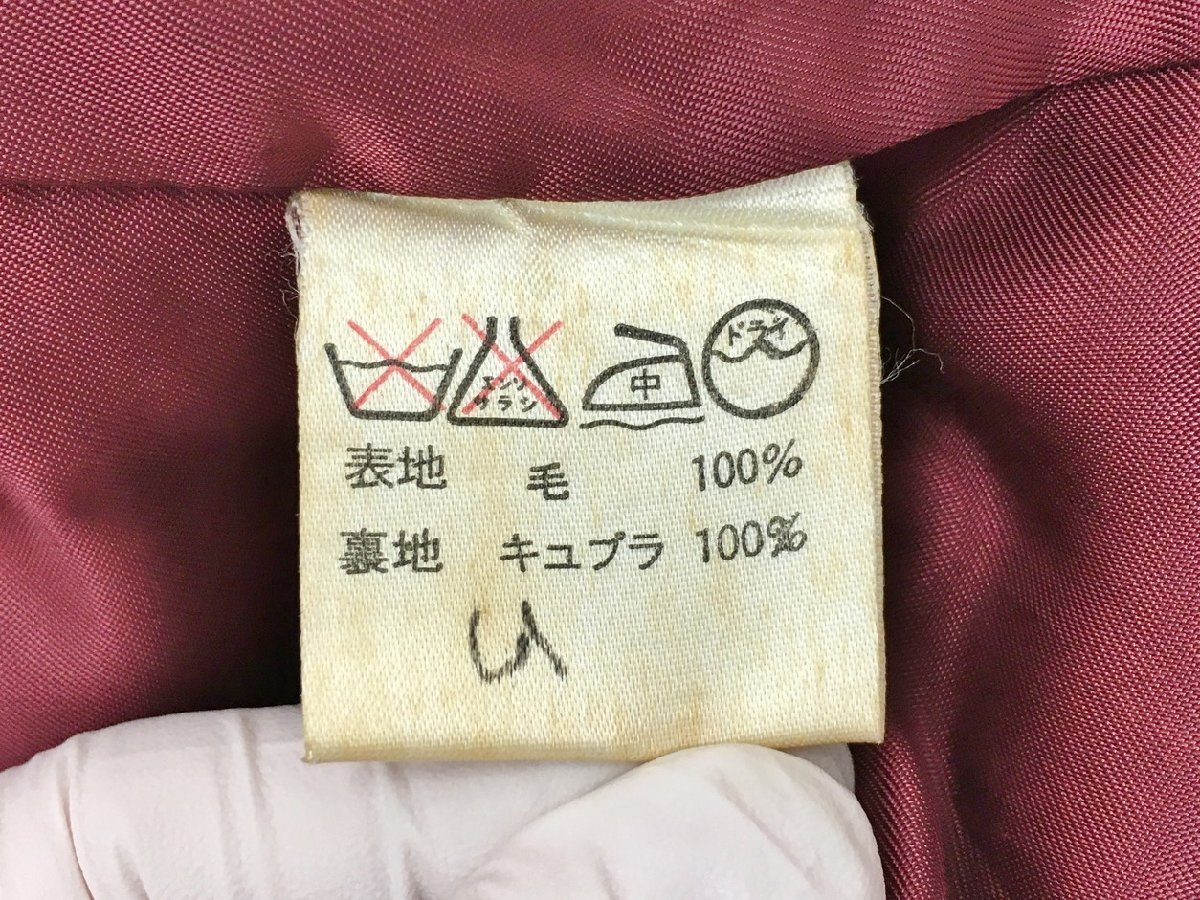 エンソ
サラシ
中
ドライ
表地 毛 100%
裏地 キュプラ 100%